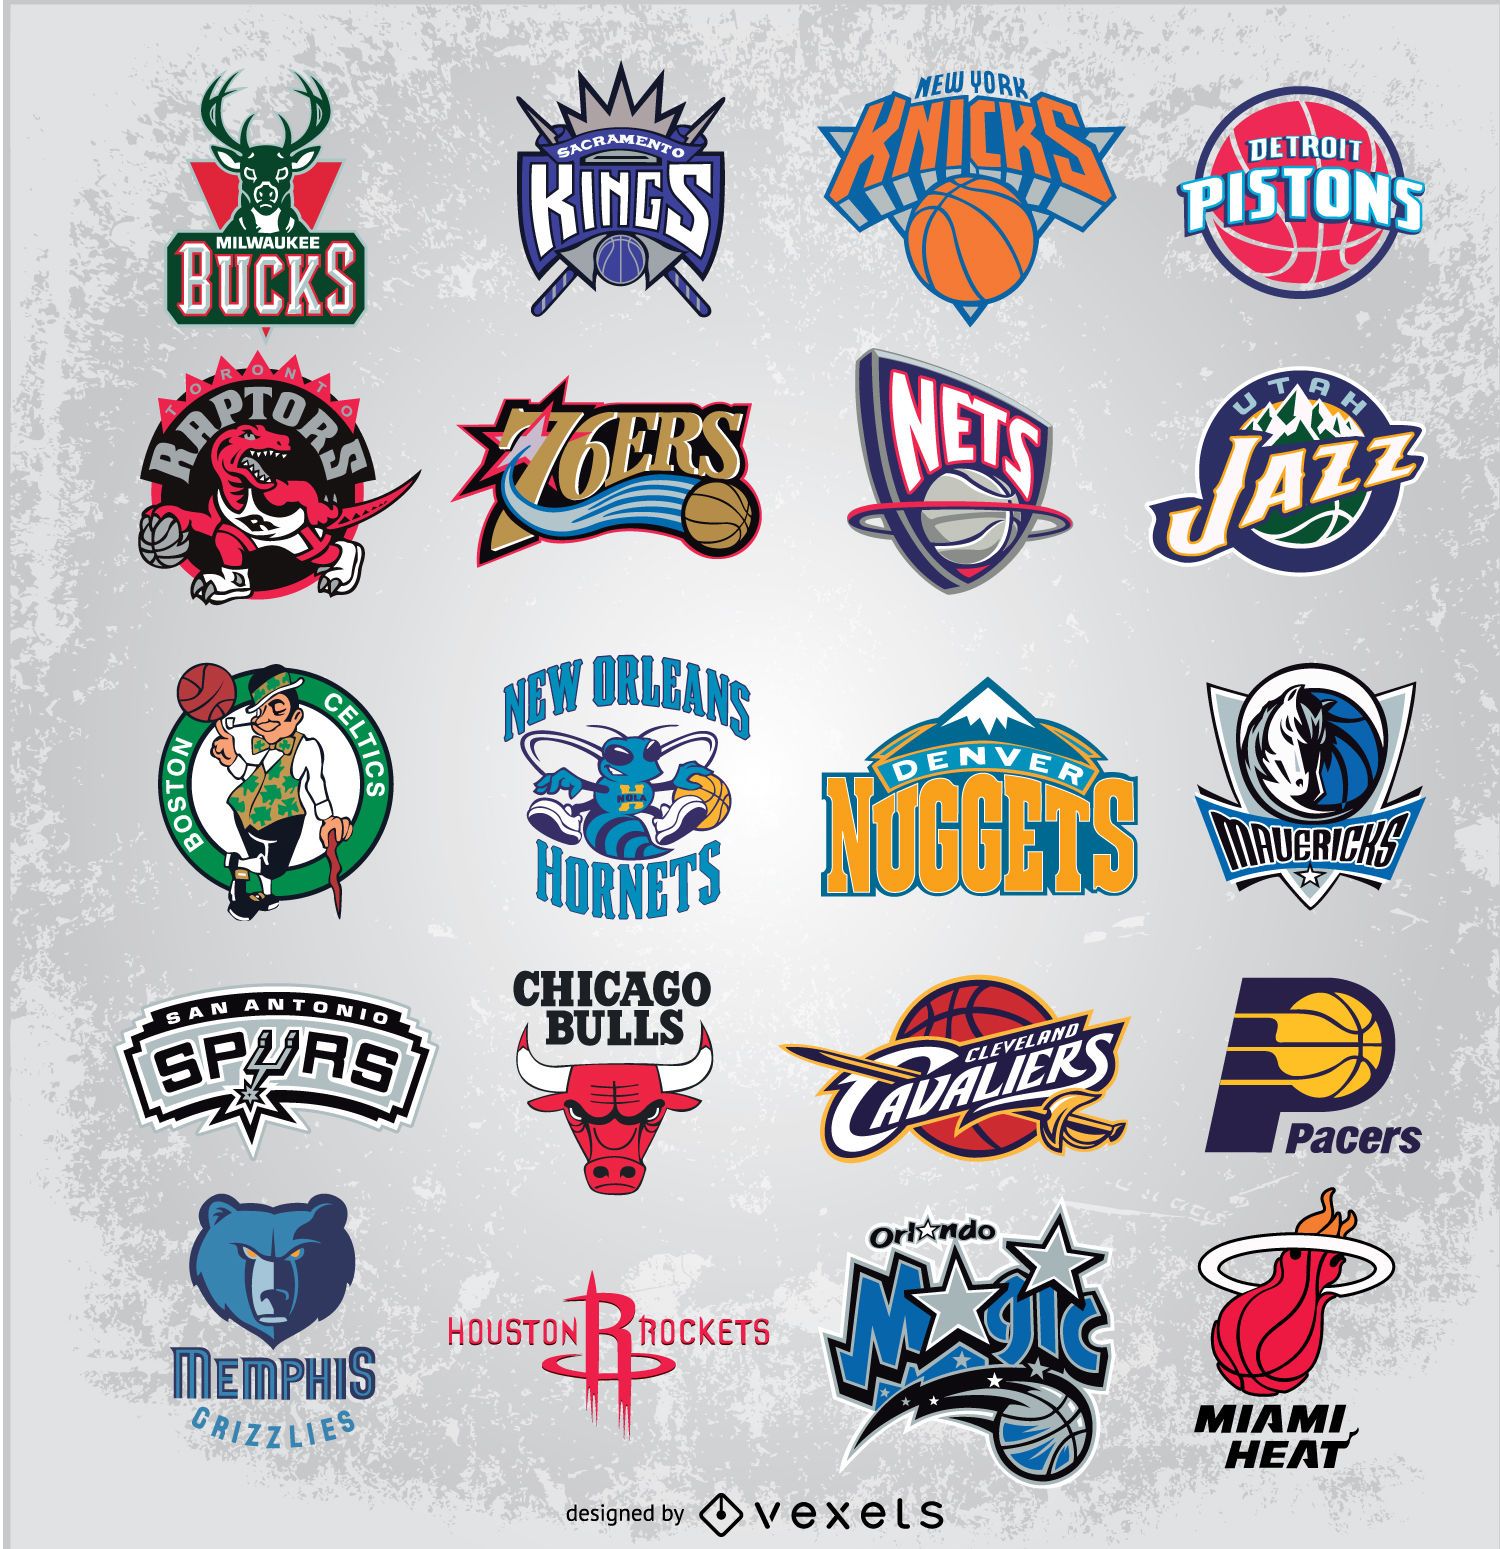 MILWAUKEE
BUCKS
SACRAMENTO
KINGS
NEW YORK
KNICKS
DETROIT
PISTONS
TORONTO
RAPTORS
76ERS
NETS
UTAH
JAZZ
BOSTON CELTICS
NEW ORLEANS
NOLA
HORNETS
DENVER
NUGGETS
MAVERICKS
SAN ANTONIO
SPURS
CHICAGO
BULLS
CLEVELAND
CAVALIERS
P
Pacers
MEMPHIS
GRIZZLIES
HOUSTON R ROCKETS
Orlando
Magic
MIAMI
HEAT
designed by vexels